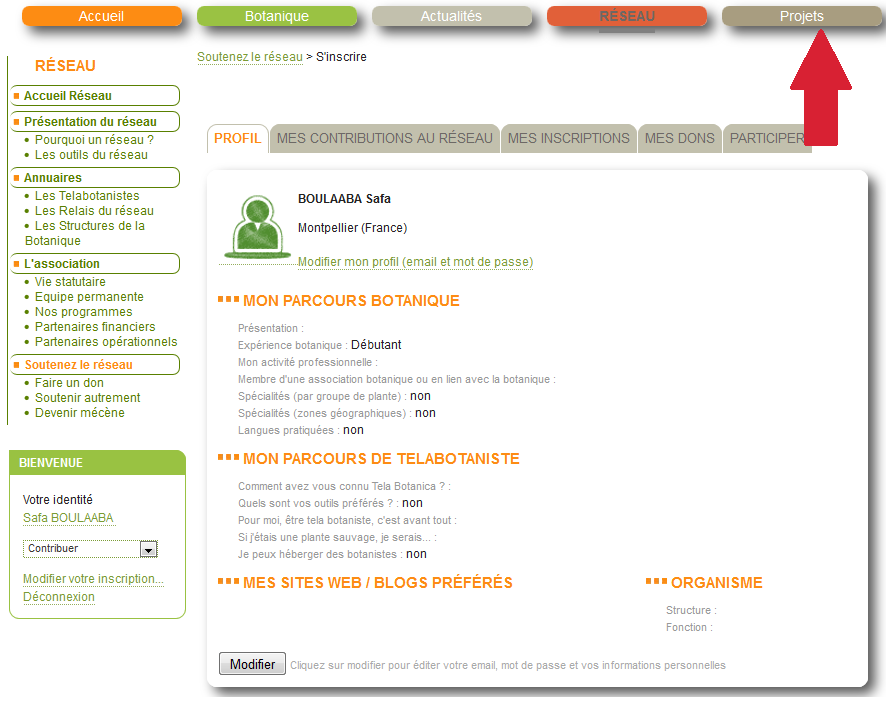 Accueil
Botanique
Actualités
RÉSEAU
Projets
RÉSEAU
Accueil Réseau
Présentation du réseau
Pourquoi un réseau ?
Les outils du réseau
Annuaires
Les Telabotanistes
Les Relais du réseau
Les Structures de la
Botanique
L'association
Vie statutaire
Equipe permanente
Nos programmes
Partenaires financiers
Partenaires opérationnels
Soutenez le réseau
Faire un don
Soutenir autrement
Devenir mécène
BIENVENUE
Votre identité
Safa BOULAABA
Contribuer
Modifier votre inscription...
Déconnexion
Soutenez le réseau > S'inscrire
PROFIL
MES CONTRIBUTIONS AU RÉSEAU
MES INSCRIPTIONS
MES DONS
PARTICIPER
BOULAABA Safa
Montpellier (France)
Modifier mon profil (email et mot de passe)
MON PARCOURS BOTANIQUE
Présentation :
Expérience botanique : Débutant
Mon activité professionnelle :
Membre d'une association botanique ou en lien avec la botanique :
Spécialités (par groupe de plante) : non
Spécialités (zones géographiques) : non
Langues pratiquées : non
MON PARCOURS DE TELABOTANISTE
Comment avez vous connu Tela Botanica ? :
Quels sont vos outils préférés ? : non
Pour moi, être tela botaniste, c'est avant tout :
Si j'étais une plante sauvage, je serais... :
Je peux héberger des botanistes : non
MES SITES WEB / BLOGS PRÉFÉRÉS
ORGANISME
Structure :
Fonction :
Modifier
Cliquez sur modifier pour éditer votre email, mot de passe et vos informations personnelles